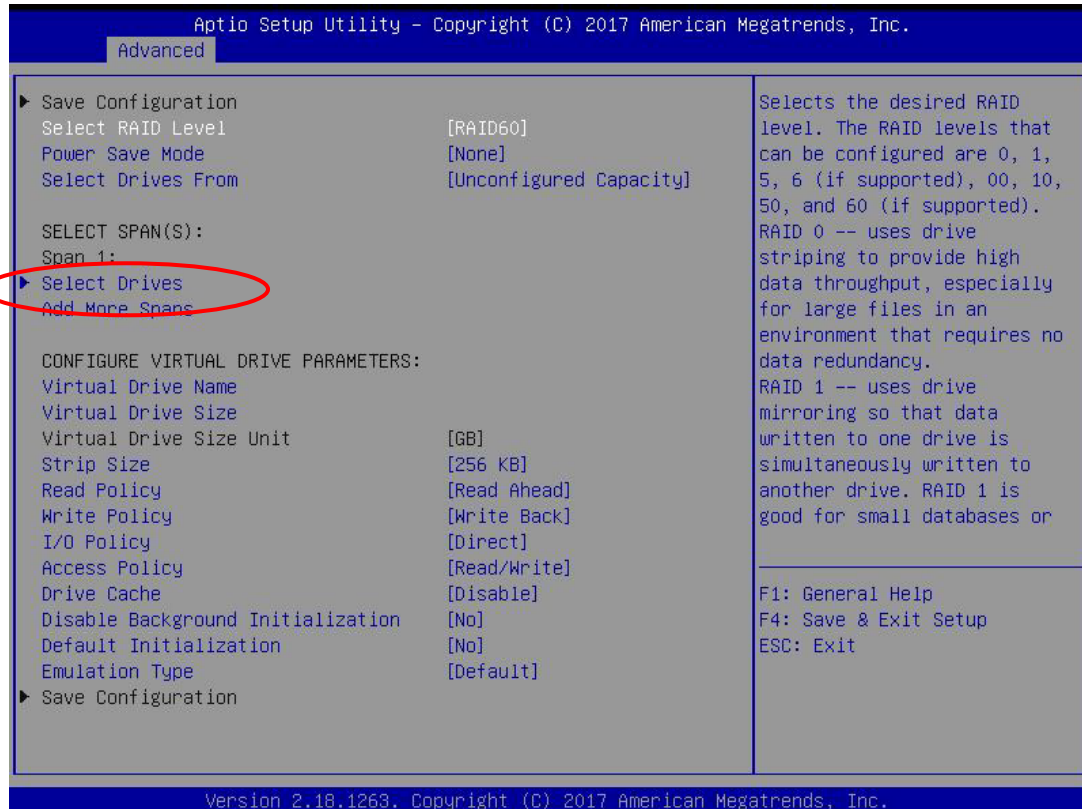 Aptio Setup Utility – Copyright (C) 2017 American Megatrends, Inc.
Advanced
Save Configuration
Select RAID Level [RAID60]
Power Save Mode [None]
Select Drives From [Unconfigured Capacity]
SELECT SPAN(S):
Span 1:
Select Drives
Add More Spans
CONFIGURE VIRTUAL DRIVE PARAMETERS:
Virtual Drive Name
Virtual Drive Size
Virtual Drive Size Unit [GB]
Strip Size [256 KB]
Read Policy [Read Ahead]
Write Policy [Write Back]
I/O Policy [Direct]
Access Policy [Read/Write]
Drive Cache [Disable]
Disable Background Initialization [No]
Default Initialization [No]
Emulation Type [Default]
Save Configuration
Selects the desired RAID
level. The RAID levels that
can be configured are 0, 1,
5, 6 (if supported), 00, 10,
50, and 60 (if supported).
RAID 0 -- uses drive
striping to provide high
data throughput, especially
for large files in an
environment that requires no
data redundancy.
RAID 1 -- uses drive
mirroring so that data
written to one drive is
simultaneously written to
another drive. RAID 1 is
good for small databases or
F1: General Help
F4: Save & Exit Setup
ESC: Exit
Version 2.18.1263. Copyright (C) 2017 American Megatrends, Inc.